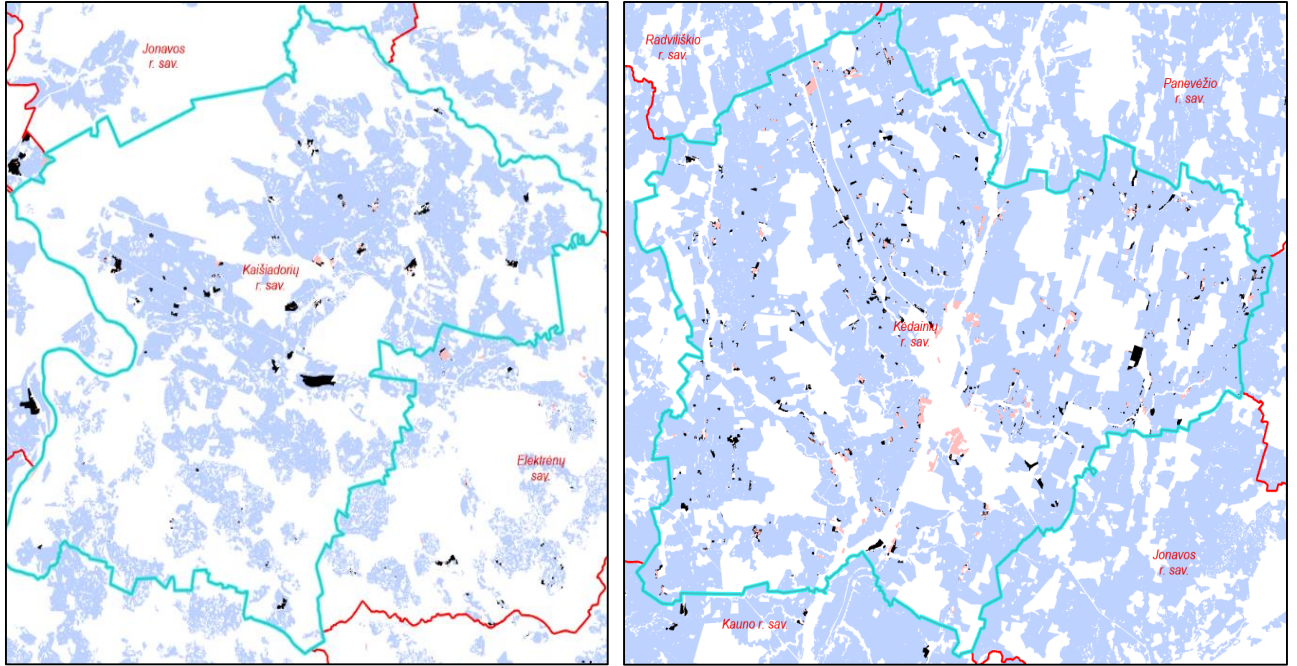 Jonavos
r. sav.
Kaišiadorių
r. sav.
Elektrėnų
sav.
Radviliškio
r. sav.
Panevėžio
r. sav.
Kėdainių
r. sav.
Jonavos
r. sav.
Kauno r. sav.